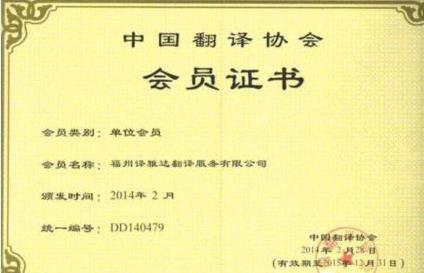 中国翻译协会
会员证书
会员类别：单位会员
会员名称：福州译雅达翻译服务有限公司
颁发时间：2014年 2 月
统一编号：DD140479
中国翻译协会
2014年 2月28日
(有效期至2015年12月31日)